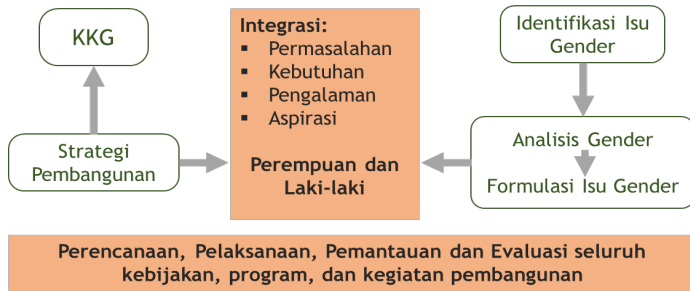 KKG
Strategi
Pembangunan
Integrasi:
▪ Permasalahan
▪ Kebutuhan
▪ Pengalaman
▪ Aspirasi
Perempuan dan
Laki-laki
Identifikasi Isu
Gender
Analisis Gender
Formulasi Isu Gender
Perencanaan, Pelaksanaan, Pemantauan dan Evaluasi seluruh
kebijakan, program, dan kegiatan pembangunan